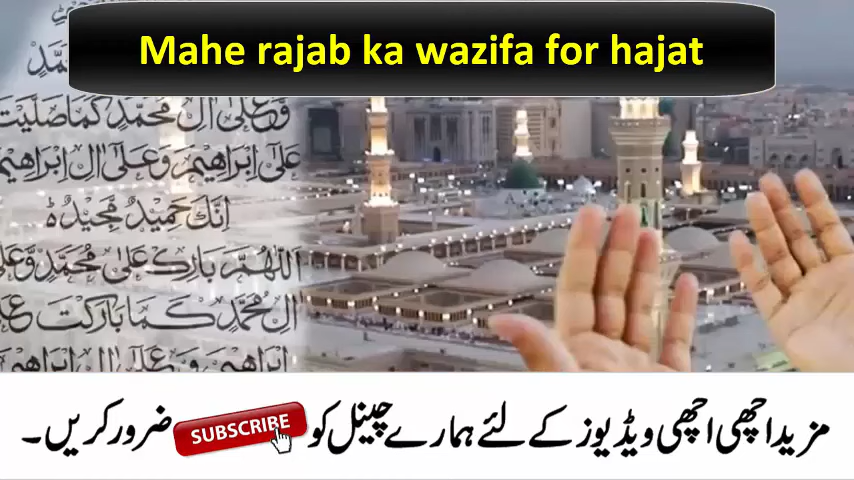 Mahe rajab ka wazifa for hajat
وَعَلٰٓى اٰلِ مُحَمَّدٍ كَمَا صَلَّيْتَ
عَلٰٓى اِبْرَاهِيْمَ وَعَلٰٓى اٰلِ اِبْرَاهِيْمَ
اِنَّكَ حَمِيْدٌ مَّجِيْدٌ
اَللّٰهُمَّ بَارِكْ عَلٰى مُحَمَّدٍ وَّعَلٰٓى
اٰلِ مُحَمَّدٍ كَمَا بَارَكْتَ
اِبْرَاهِيْمَ وَعَلٰٓى اٰلِ
مزید اچھی اچھی ویڈیوز کے لئے ہمارے چینل کو SUBSCRIBE ضرور کریں۔